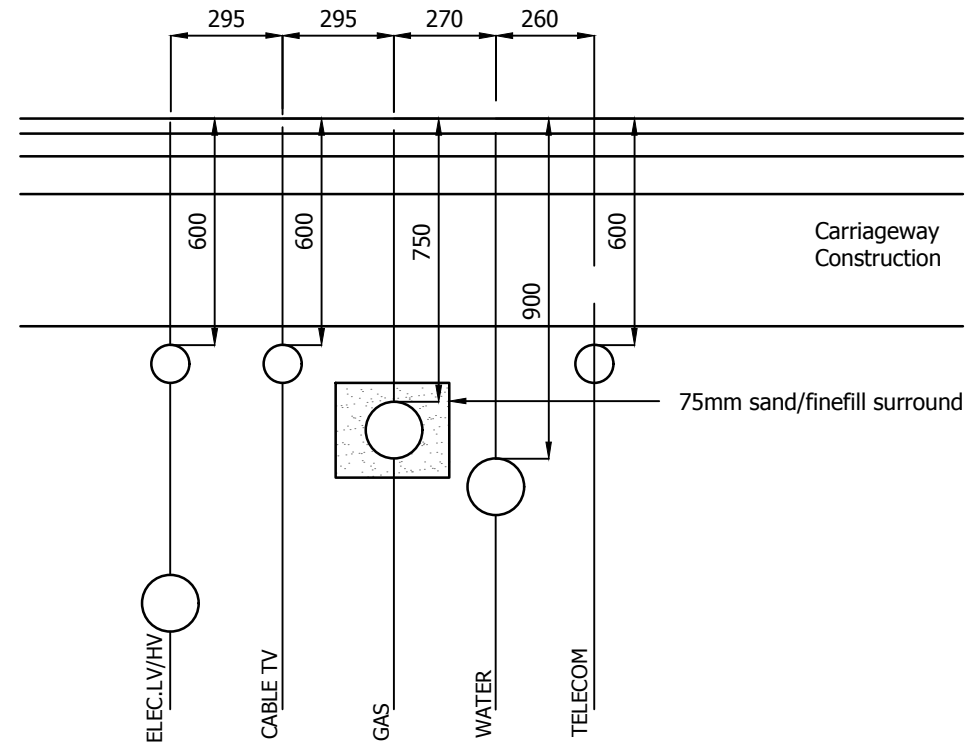 295
295
270
260
600
600
750
900
600
Carriageway
Construction
75mm sand/finefill surround
ELEC.LV/HV
CABLE TV
GAS
WATER
TELECOM